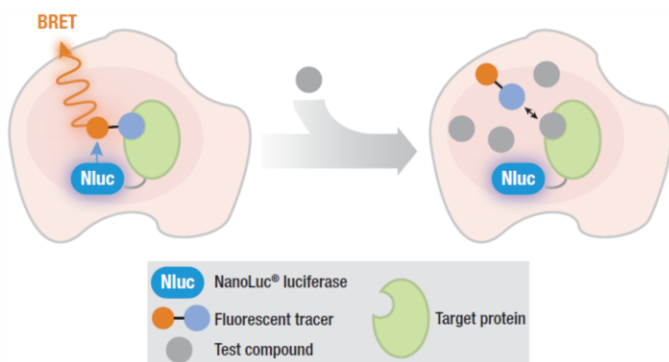 BRET
Nluc
Nluc
Nluc NanoLuc® luciferase
Fluorescent tracer
Target protein
Test compound